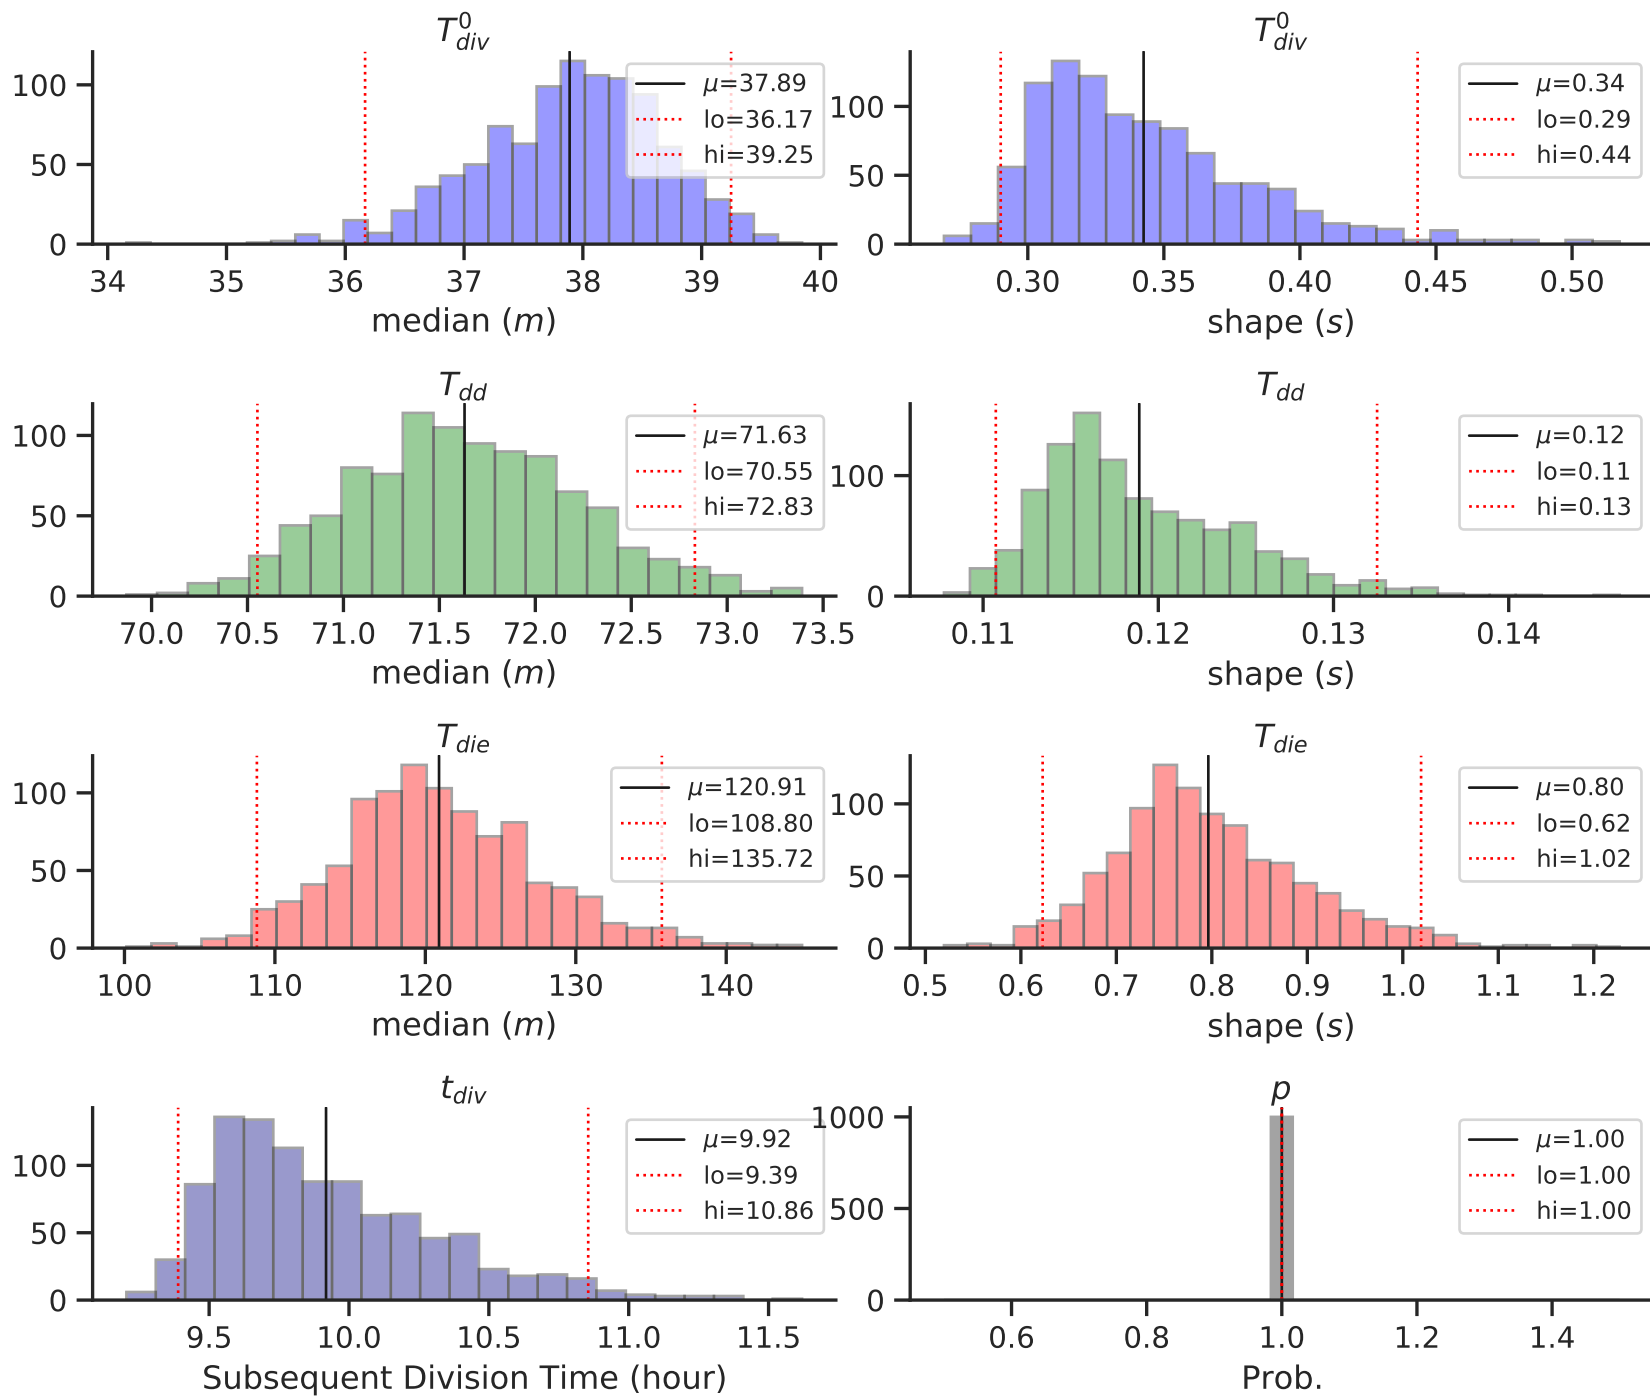 T⁰div
100
50
0
μ=37.89
lo=36.17
hi=39.25
34 35 36 37 38 39 40
median (m)
T⁰div
100
50
0
μ=0.34
lo=0.29
hi=0.44
0.30 0.35 0.40 0.45 0.50
shape (s)
Tdd
100
50
0
μ=71.63
lo=70.55
hi=72.83
70.0 70.5 71.0 71.5 72.0 72.5 73.0 73.5
median (m)
Tdd
100
0
μ=0.12
lo=0.11
hi=0.13
0.11 0.12 0.13 0.14
shape (s)
Tdie
100
50
0
μ=120.91
lo=108.80
hi=135.72
100 110 120 130 140
median (m)
Tdie
100
50
0
μ=0.80
lo=0.62
hi=1.02
0.5 0.6 0.7 0.8 0.9 1.0 1.1 1.2
shape (s)
tdiv
100
50
0
μ=9.92
lo=9.39
hi=10.86
9.5 10.0 10.5 11.0 11.5
Subsequent Division Time (hour)
p
1000
500
0
μ=1.00
lo=1.00
hi=1.00
0.6 0.8 1.0 1.2 1.4
Prob.